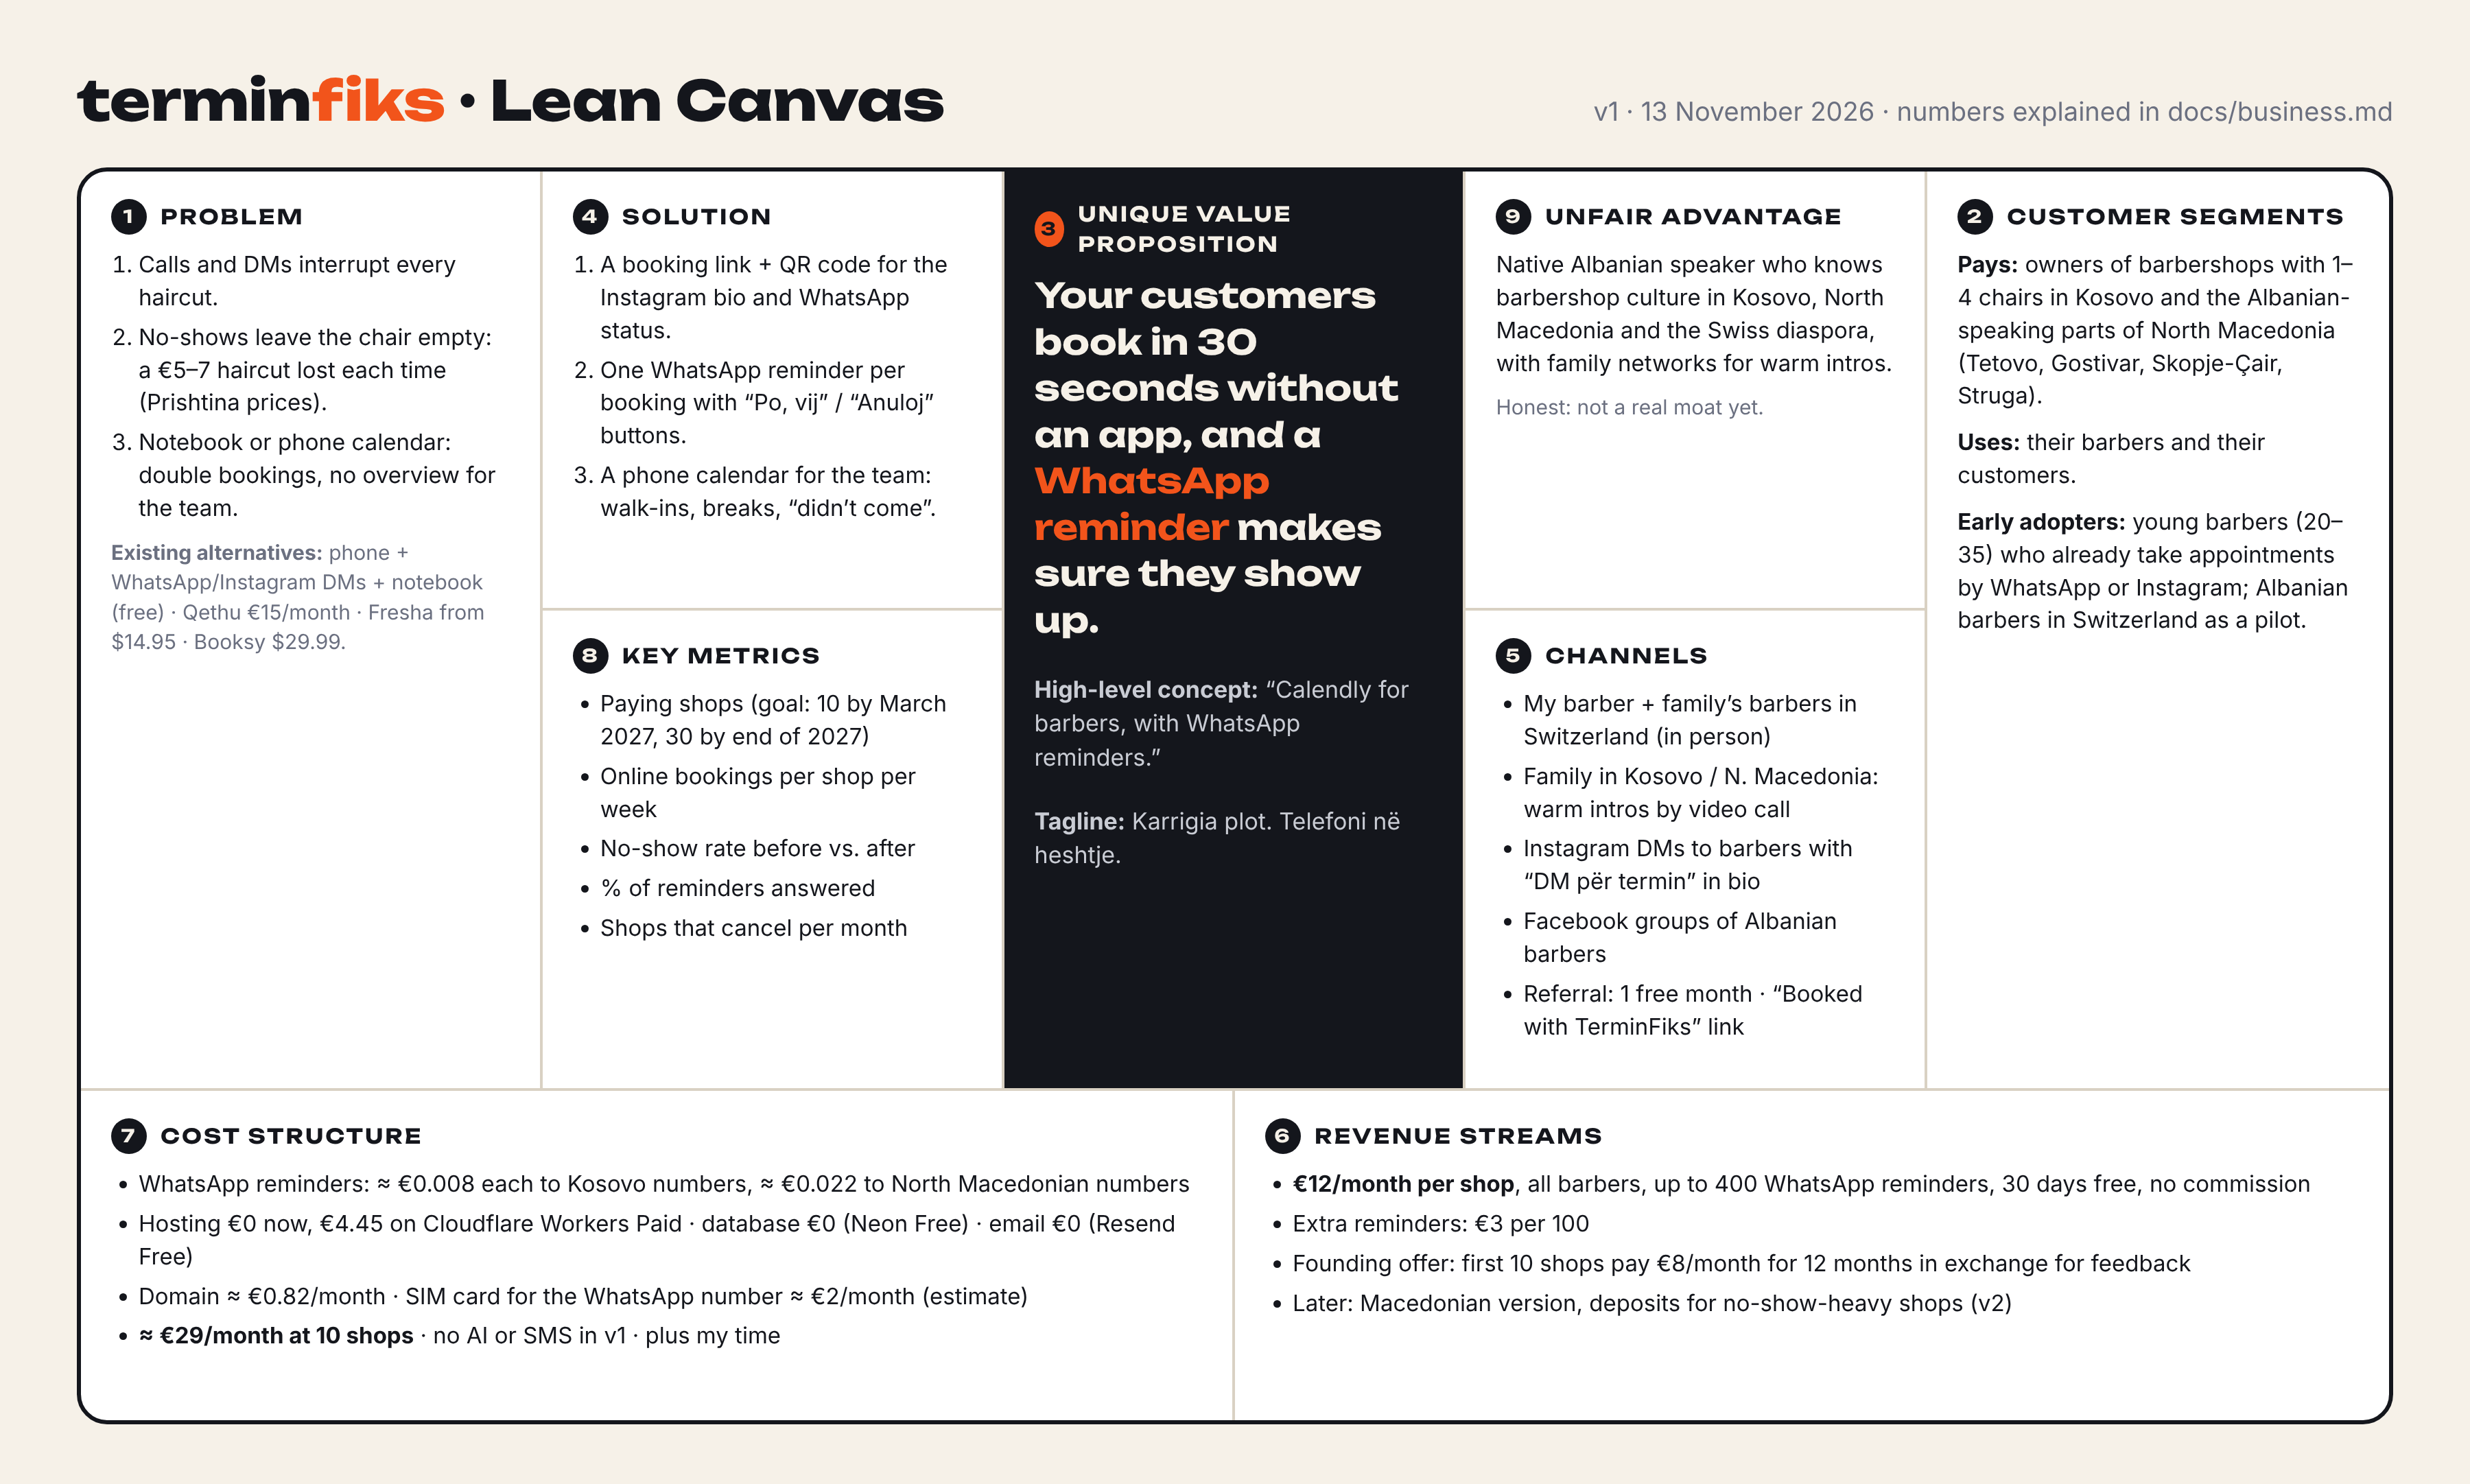 terminfiks · Lean Canvas
v1 · 13 November 2026 · numbers explained in docs/business.md
1 PROBLEM
1. Calls and DMs interrupt every
haircut.
2. No-shows leave the chair empty:
a €5–7 haircut lost each time
(Prishtina prices).
3. Notebook or phone calendar:
double bookings, no overview for
the team.
Existing alternatives: phone +
WhatsApp/Instagram DMs + notebook
(free) · Qethu €15/month · Fresha from
$14.95 · Booksy $29.99.
4 SOLUTION
1. A booking link + QR code for the
Instagram bio and WhatsApp
status.
2. One WhatsApp reminder per
booking with “Po, vij” / “Anuloj”
buttons.
3. A phone calendar for the team:
walk-ins, breaks, “didn’t come”.
8 KEY METRICS
• Paying shops (goal: 10 by March
2027, 30 by end of 2027)
• Online bookings per shop per
week
• No-show rate before vs. after
• % of reminders answered
• Shops that cancel per month
3 UNIQUE VALUE
PROPOSITION
Your customers
book in 30
seconds without
an app, and a
WhatsApp
reminder makes
sure they show
up.
High-level concept: “Calendly for
barbers, with WhatsApp
reminders.”
Tagline: Karrigia plot. Telefoni në
heshtje.
9 UNFAIR ADVANTAGE
Native Albanian speaker who knows
barbershop culture in Kosovo, North
Macedonia and the Swiss diaspora,
with family networks for warm intros.
Honest: not a real moat yet.
5 CHANNELS
• My barber + family’s barbers in
Switzerland (in person)
• Family in Kosovo / N. Macedonia:
warm intros by video call
• Instagram DMs to barbers with
“DM për termin” in bio
• Facebook groups of Albanian
barbers
• Referral: 1 free month · “Booked
with TerminFiks” link
2 CUSTOMER SEGMENTS
Pays: owners of barbershops with 1–
4 chairs in Kosovo and the Albanian-
speaking parts of North Macedonia
(Tetovo, Gostivar, Skopje-Çair,
Struga).
Uses: their barbers and their
customers.
Early adopters: young barbers (20–
35) who already take appointments
by WhatsApp or Instagram; Albanian
barbers in Switzerland as a pilot.
7 COST STRUCTURE
• WhatsApp reminders: ≈ €0.008 each to Kosovo numbers, ≈ €0.022 to North Macedonian numbers
• Hosting €0 now, €4.45 on Cloudflare Workers Paid · database €0 (Neon Free) · email €0 (Resend
Free)
• Domain ≈ €0.82/month · SIM card for the WhatsApp number ≈ €2/month (estimate)
• ≈ €29/month at 10 shops · no AI or SMS in v1 · plus my time
6 REVENUE STREAMS
• €12/month per shop, all barbers, up to 400 WhatsApp reminders, 30 days free, no commission
• Extra reminders: €3 per 100
• Founding offer: first 10 shops pay €8/month for 12 months in exchange for feedback
• Later: Macedonian version, deposits for no-show-heavy shops (v2)